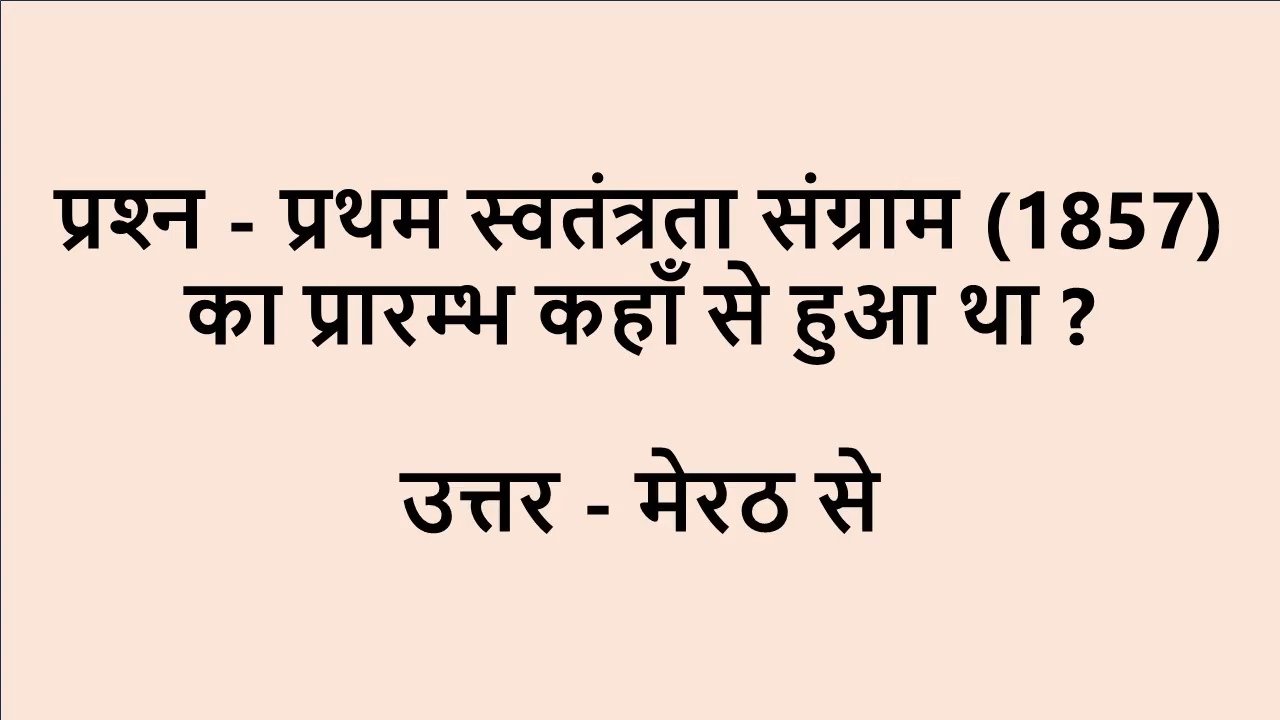 प्रश्न - प्रथम स्वतंत्रता संग्राम (1857)
का प्रारम्भ कहाँ से हुआ था ?
उत्तर - मेरठ से